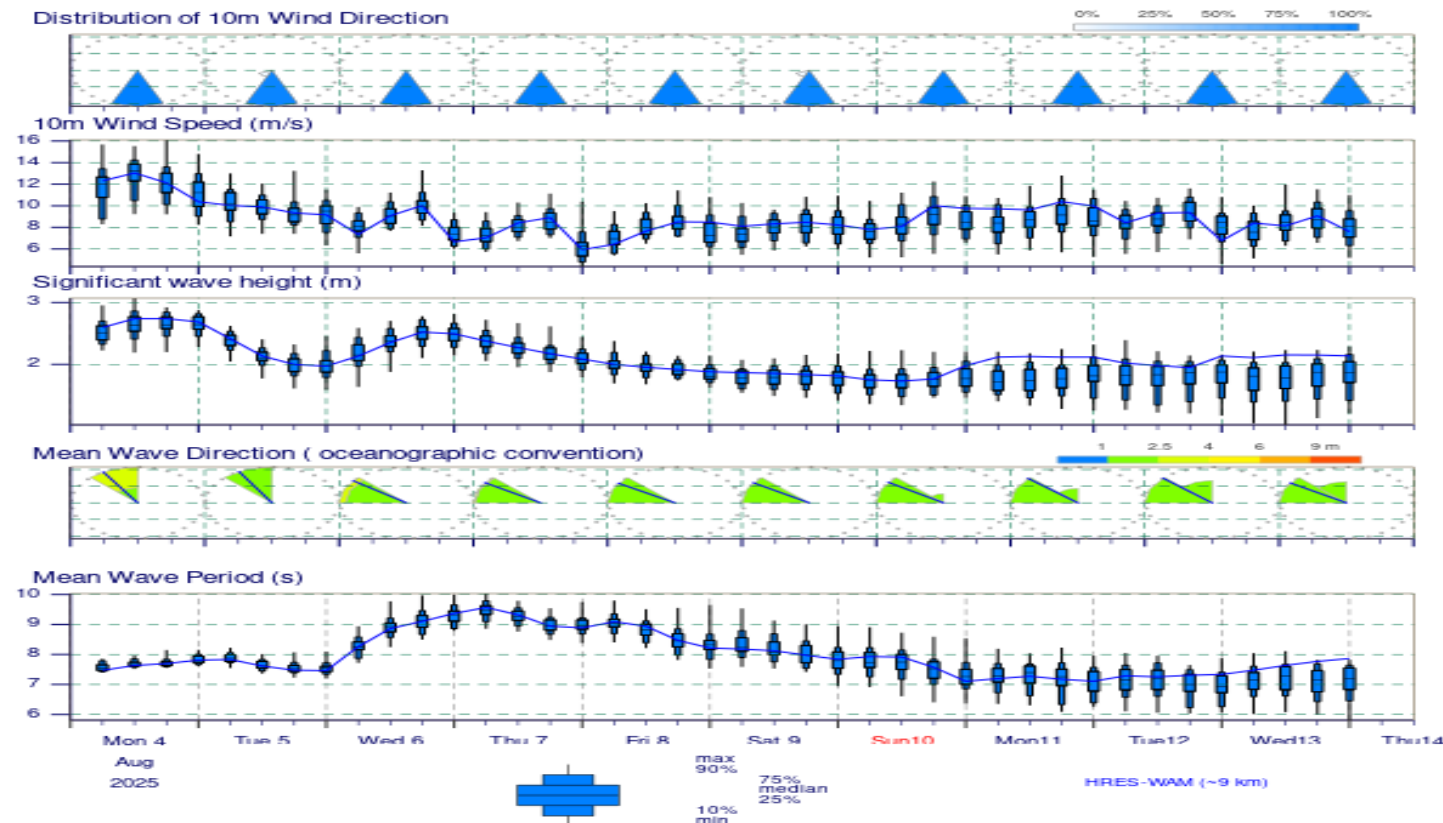 Distribution of 10m Wind Direction
0% 25% 50% 75% 100%
10m Wind Speed (m/s)
16
14
12
10
8
6
Significant wave height (m)
3
2
Mean Wave Direction ( oceanographic convention)
1 2.5 4 6 9 m
Mean Wave Period (s)
10
9
8
7
6
Mon 4 Tue 5 Wed 6 Thu 7 Fri 8 Sat 9 Sun10 Mon11 Tue12 Wed13 Thu14
Aug
2025
max
90%
75%
median
25%
10%
min
HRES-WAM (~9 km)